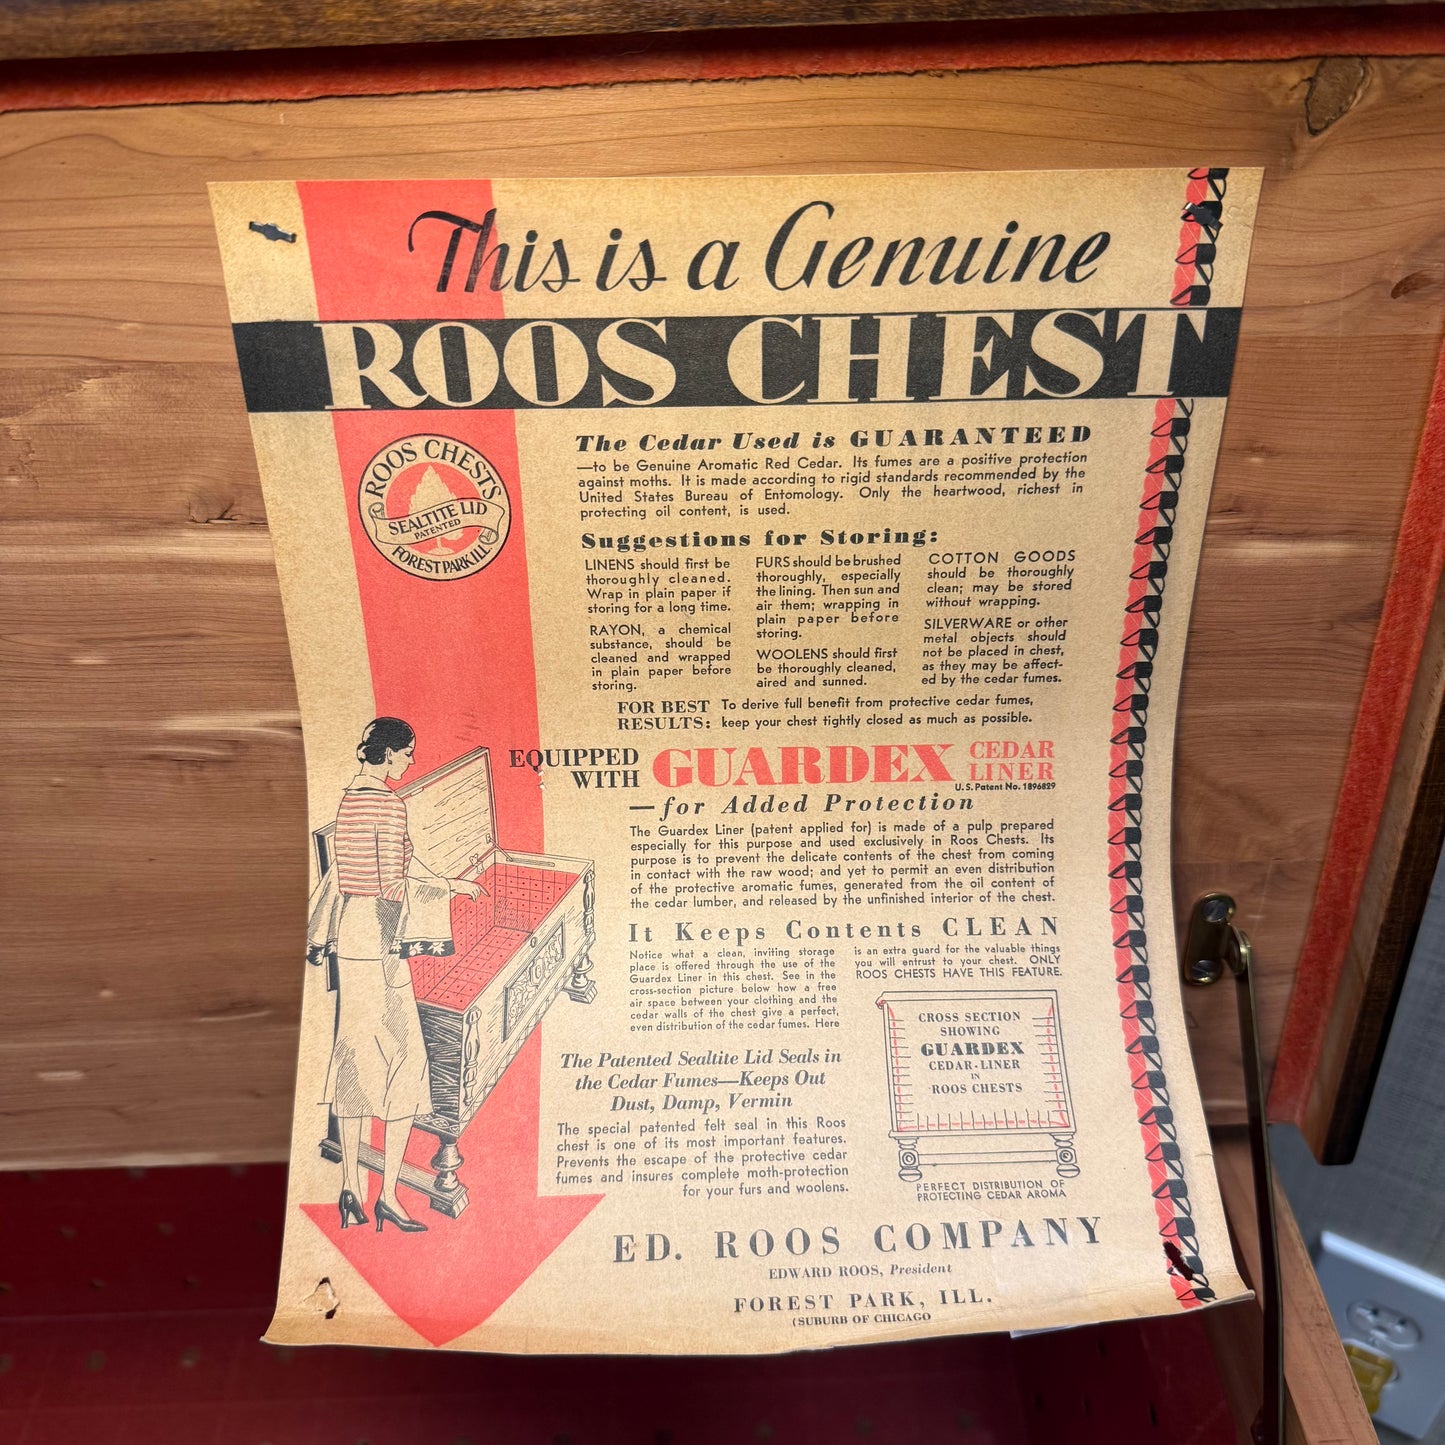 This is a Genuine
ROOS CHEST
ROOS CHESTS
SEALTITE LID
PATENTED
FOREST PARK ILL
The Cedar Used is GUARANTEED
—to be Genuine Aromatic Red Cedar. Its fumes are a positive protection
against moths. It is made according to rigid standards recommended by the
United States Bureau of Entomology. Only the heartwood, richest in
protecting oil content, is used.
Suggestions for Storing:
LINENS should first be
thoroughly cleaned.
Wrap in plain paper if
storing for a long time.
RAYON, a chemical
substance, should be
cleaned and wrapped
in plain paper before
storing.
FURS should be brushed
thoroughly, especially
the lining. Then sun and
air them; wrapping in
plain paper before
storing.
WOOLENS should first
be thoroughly cleaned,
aired and sunned.
COTTON GOODS
should be thoroughly
clean; may be stored
without wrapping.
SILVERWARE or other
metal objects should
not be placed in chest,
as they may be affect-
ed by the cedar fumes.
FOR BEST RESULTS: To derive full benefit from protective cedar fumes,
keep your chest tightly closed as much as possible.
EQUIPPED WITH GUARDEX CEDAR LINER
U.S. Patent No. 1896829
—for Added Protection
The Guardex Liner (patent applied for) is made of a pulp prepared
especially for this purpose and used exclusively in Roos Chests. Its
purpose is to prevent the delicate contents of the chest from coming
in contact with the raw wood; and yet to permit an even distribution
of the protective aromatic fumes, generated from the oil content of
the cedar lumber, and released by the unfinished interior of the chest.
It Keeps Contents CLEAN
Notice what a clean, inviting storage
place is offered through the use of the
Guardex Liner in this chest. See in the
cross-section picture below how a free
air space between your clothing and the
cedar walls of the chest give a perfect,
even distribution of the cedar fumes. Here
is an extra guard for the valuable things
you will entrust to your chest. ONLY
ROOS CHESTS HAVE THIS FEATURE.
CROSS SECTION
SHOWING
GUARDEX
CEDAR-LINER
IN
ROOS CHESTS
PERFECT DISTRIBUTION OF
PROTECTING CEDAR AROMA
The Patented Sealtite Lid Seals in
the Cedar Fumes—Keeps Out
Dust, Damp, Vermin
The special patented felt seal in this Roos
chest is one of its most important features.
Prevents the escape of the protective cedar
fumes and insures complete moth-protection
for your furs and woolens.
ED. ROOS COMPANY
EDWARD ROOS, President
FOREST PARK, ILL.
(SUBURB OF CHICAGO